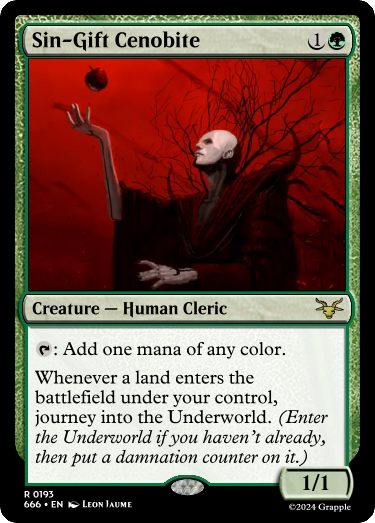 Sin-Gift Cenobite 1
Creature — Human Cleric
: Add one mana of any color.
Whenever a land enters the
battlefield under your control,
journey into the Underworld. (Enter
the Underworld if you haven't already,
then put a damnation counter on it.)
1/1
R 0193
666 • EN Leon Jaume
©2024 Grapple